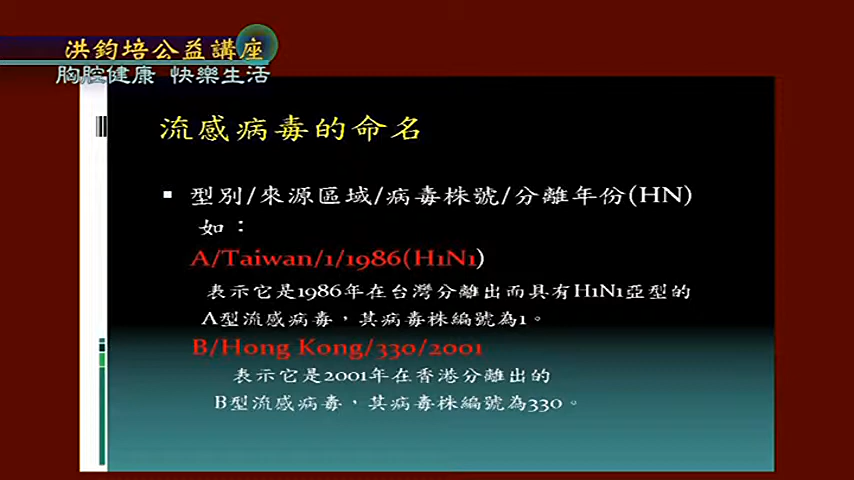 洪鈞培公益講座
胸腔健康 快樂生活
流感病毒的命名
▪ 型別/來源區域/病毒株號/分離年份(HN)
如：
A/Taiwan/1/1986(H1N1)
表示它是1986年在台灣分離出而具有H1N1亞型的
A型流感病毒，其病毒株編號為1。
B/Hong Kong/330/2001
表示它是2001年在香港分離出的
B型流感病毒，其病毒株編號為330。